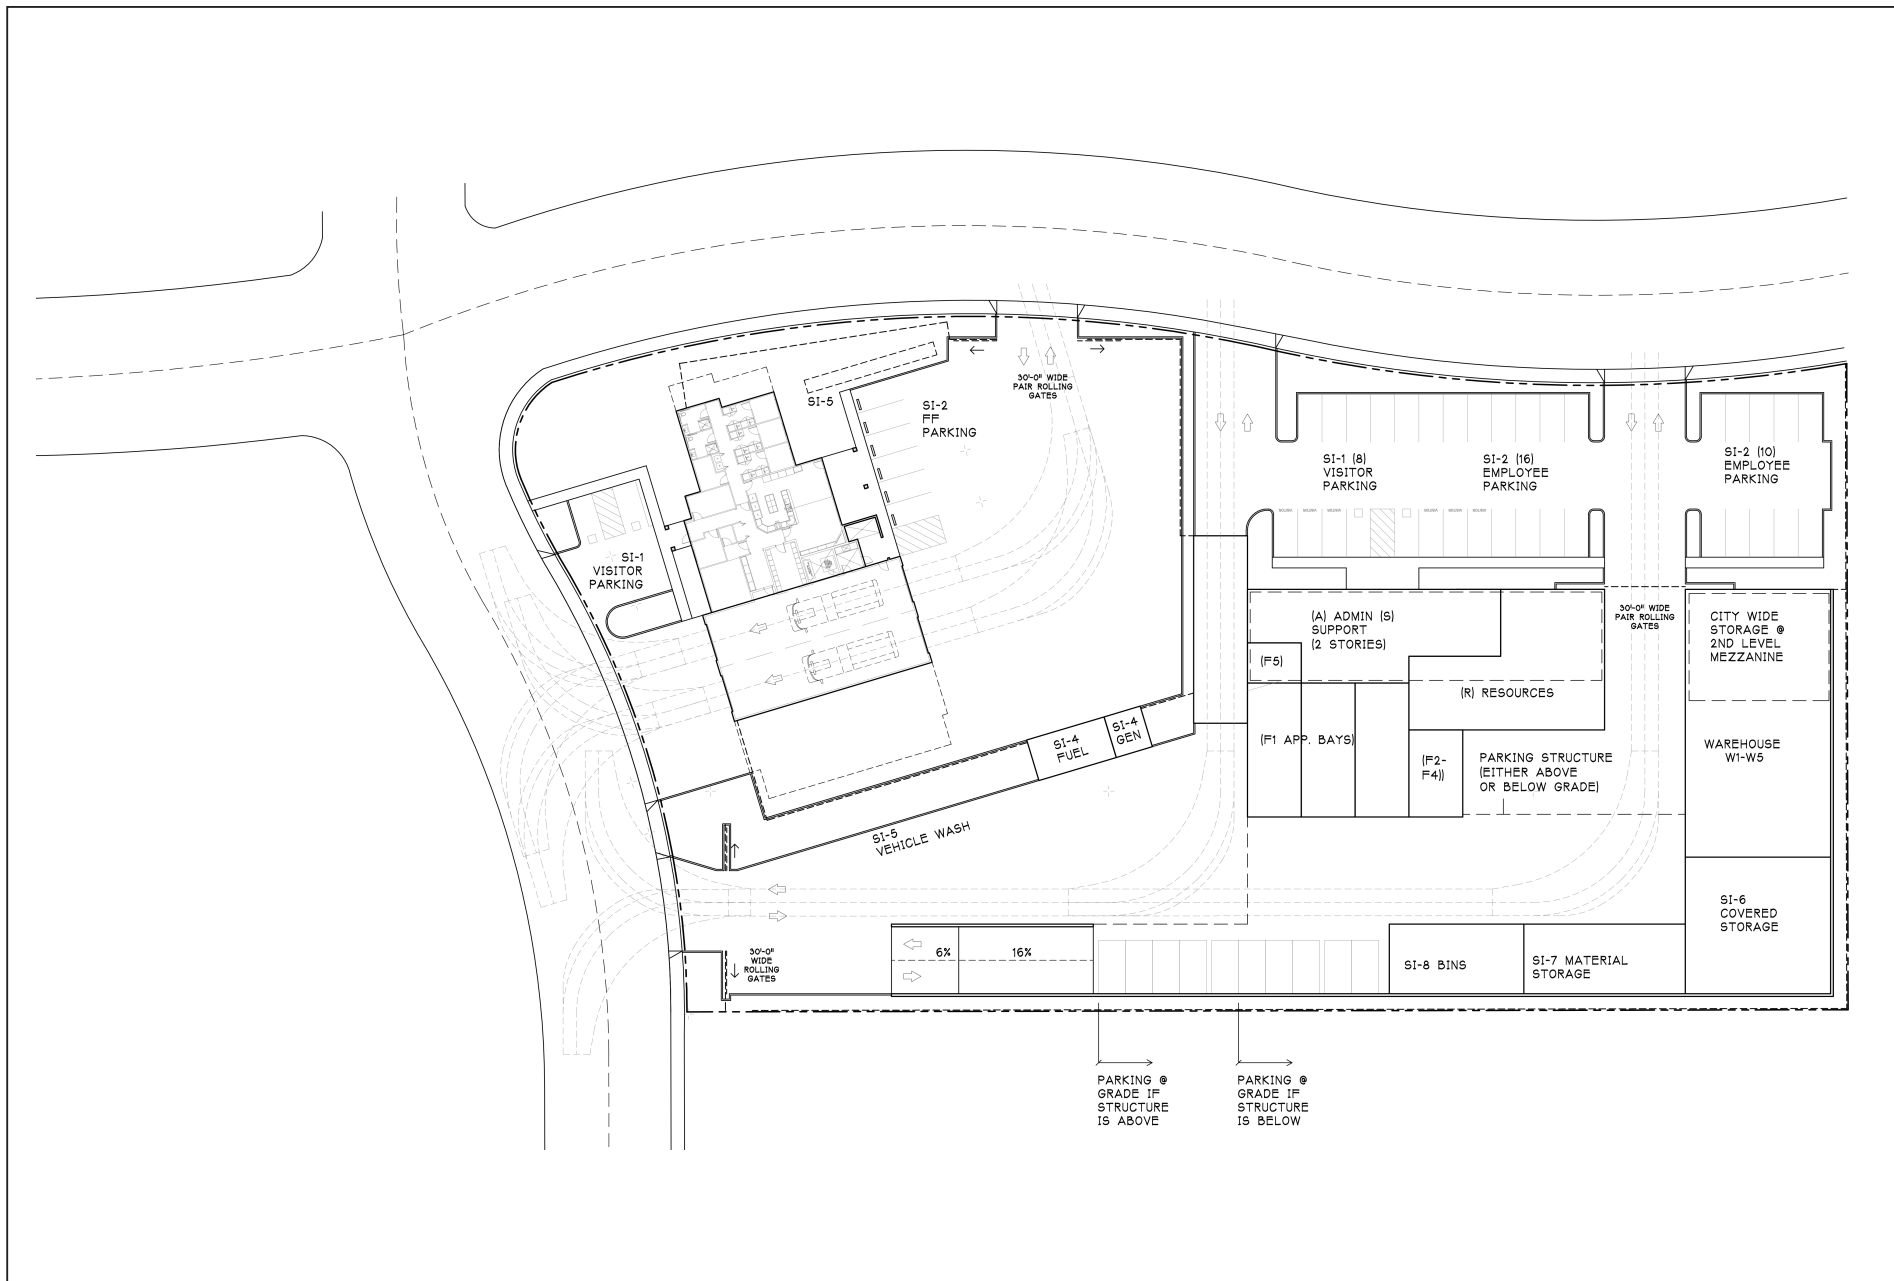 30'-0" WIDE
PAIR ROLLING
GATES
SI-5
SI-2
FF
PARKING
SI-1 (8)
VISITOR
PARKING
SI-2 (16)
EMPLOYEE
PARKING
SI-2 (10)
EMPLOYEE
PARKING
SI-1
VISITOR
PARKING
(A) ADMIN (S)
SUPPORT
(2 STORIES)
30'-0" WIDE
PAIR ROLLING
GATES
CITY WIDE
STORAGE @
2ND LEVEL
MEZZANINE
(F5)
(R) RESOURCES
SI-4
FUEL
SI-4
GEN
(F1 APP. BAYS)
(F2-
F4))
PARKING STRUCTURE
(EITHER ABOVE
OR BELOW GRADE)
WAREHOUSE
W1-W5
SI-5
VEHICLE WASH
SI-6
COVERED
STORAGE
30'-0"
WIDE
ROLLING
GATES
6%
16%
SI-8 BINS
SI-7 MATERIAL
STORAGE
PARKING @
GRADE IF
STRUCTURE
IS ABOVE
PARKING @
GRADE IF
STRUCTURE
IS BELOW